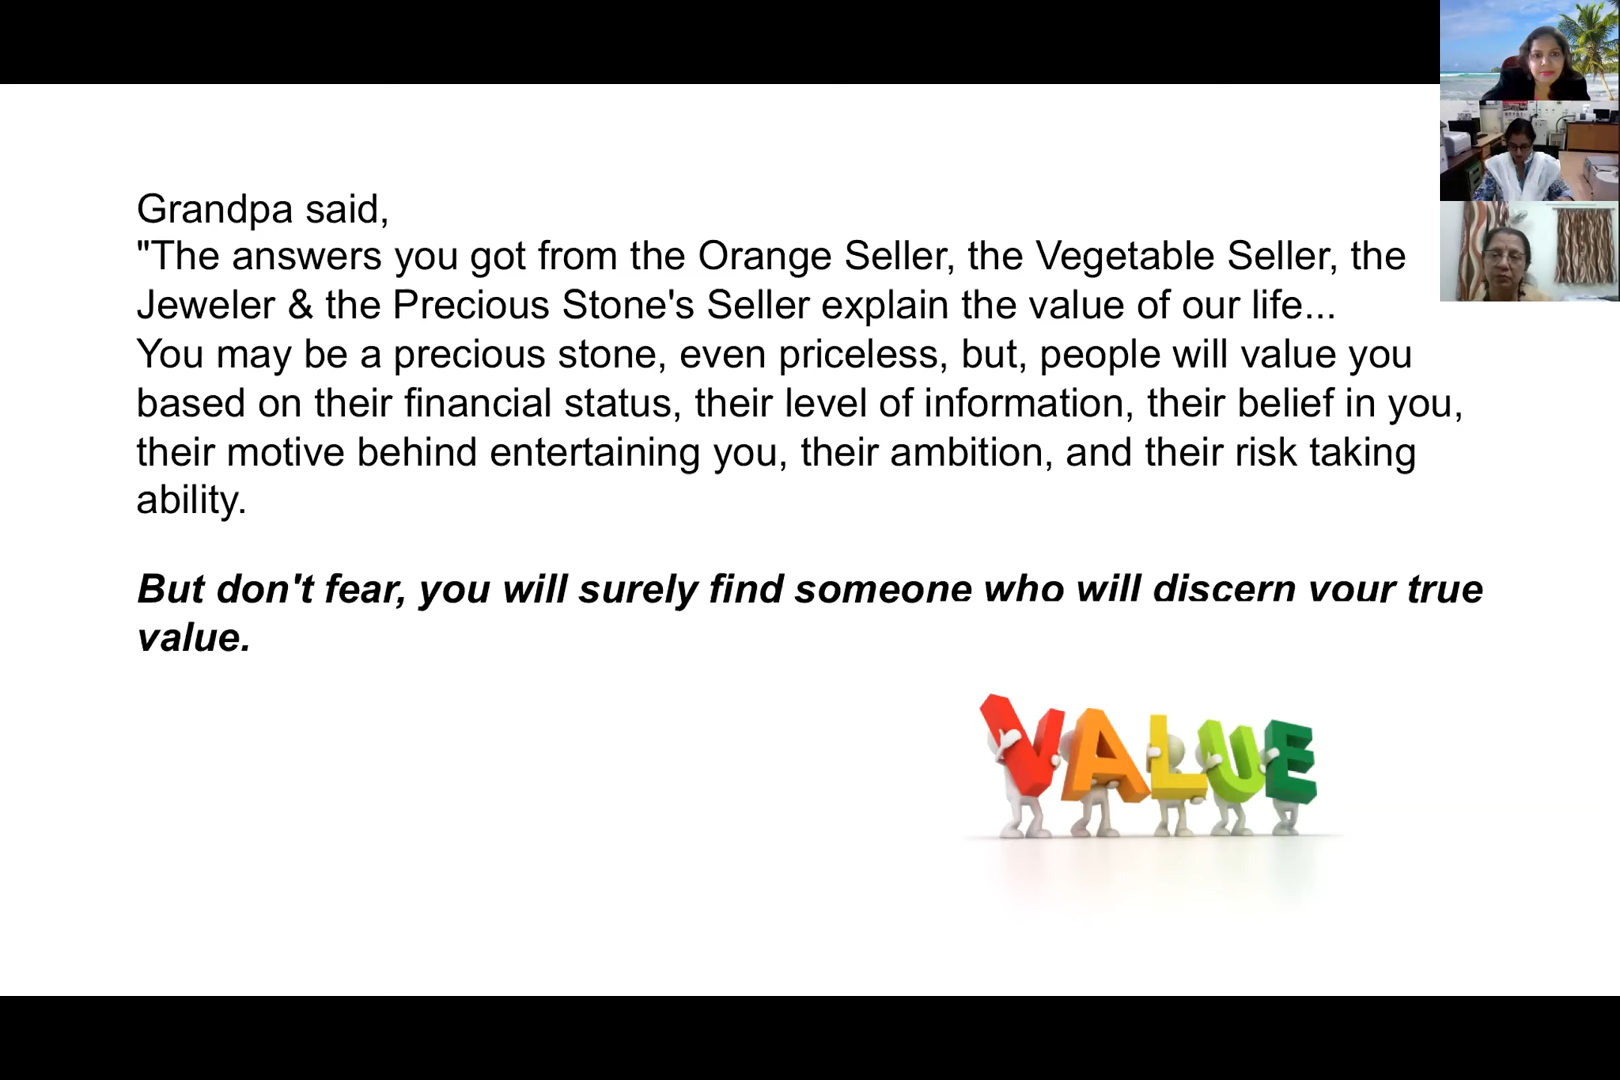 Grandpa said,
"The answers you got from the Orange Seller, the Vegetable Seller, the
Jeweler & the Precious Stone's Seller explain the value of our life...
You may be a precious stone, even priceless, but, people will value you
based on their financial status, their level of information, their belief in you,
their motive behind entertaining you, their ambition, and their risk taking
ability.
But don't fear, you will surely find someone who will discern your true
value.
VALUE